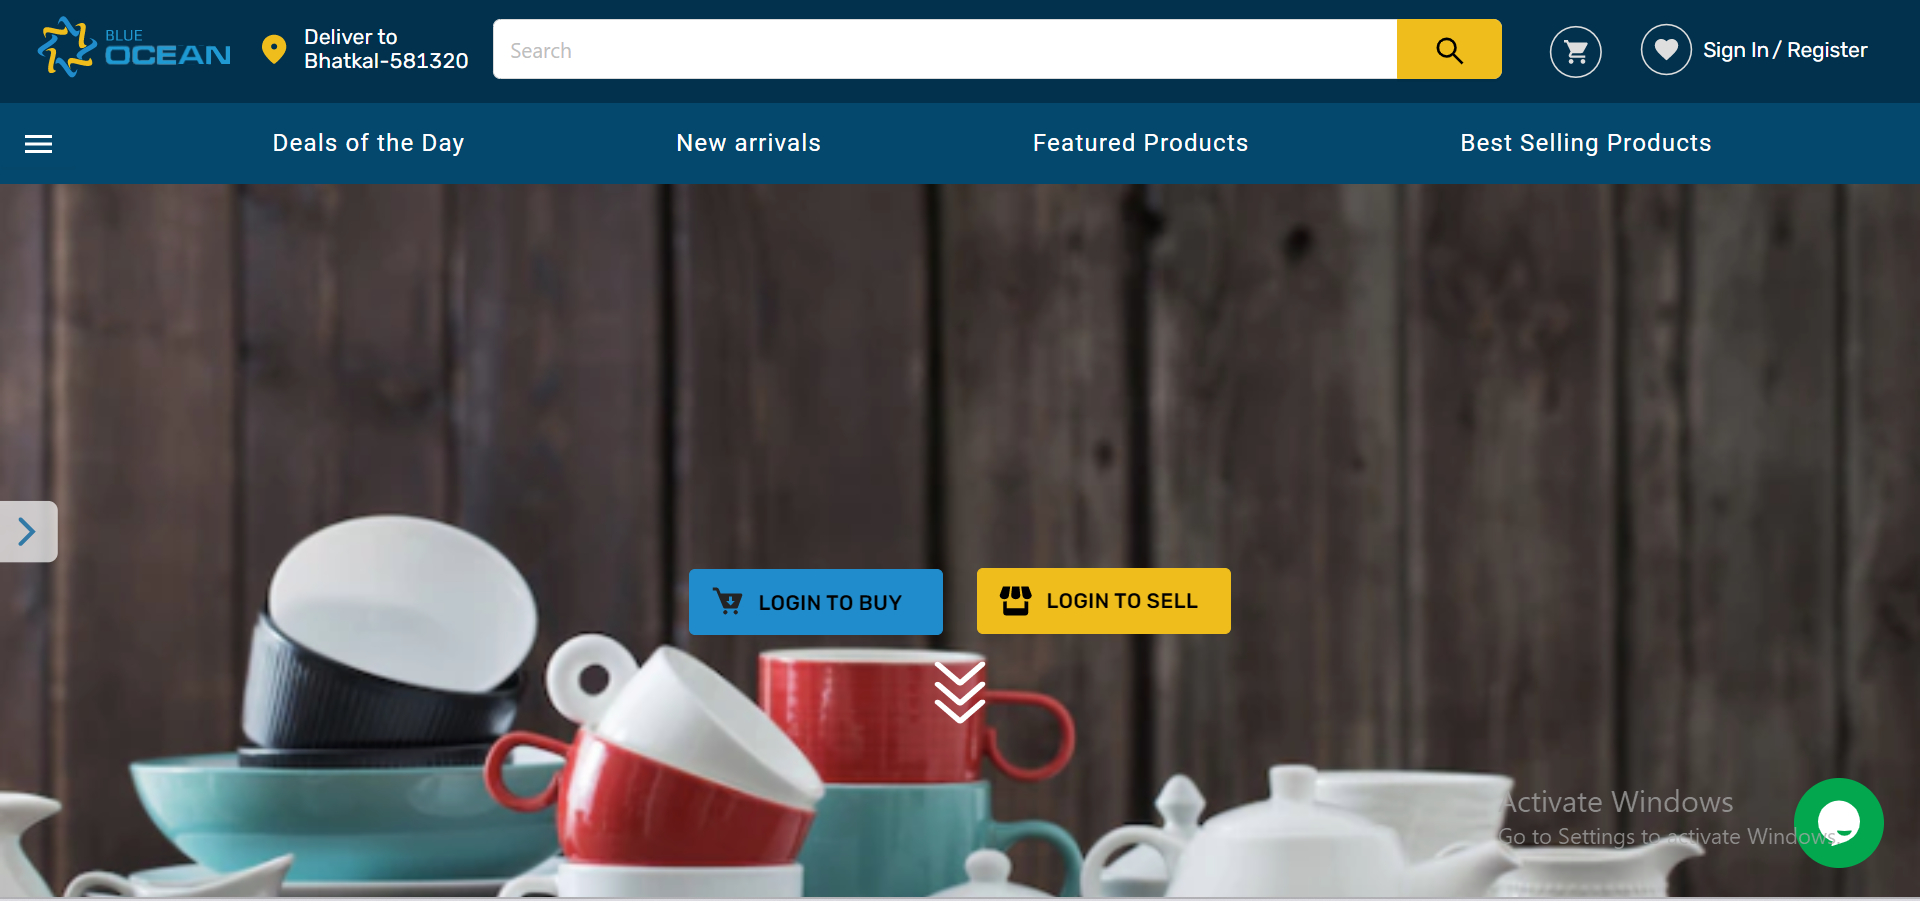 BLUE
OCEAN
Deliver to
Bhatkal-581320
Search
Sign In / Register
Deals of the Day
New arrivals
Featured Products
Best Selling Products
LOGIN TO BUY
LOGIN TO SELL
Activate Windows
Go to Settings to activate Windows.